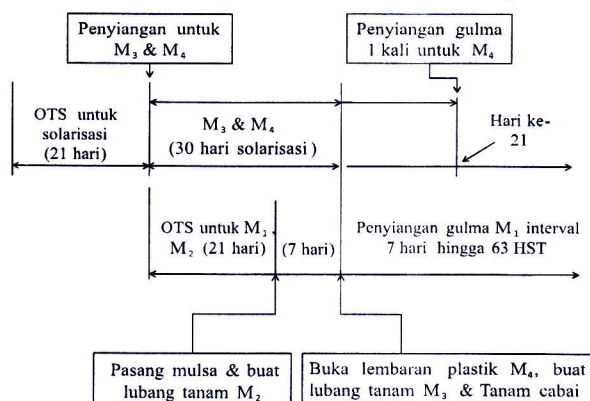 Penyiangan untuk
M₃ & M₄
Penyiangan gulma
1 kali untuk M₄
OTS untuk
solarisasi
(21 hari)
M₃ & M₄
(30 hari solarisasi)
Hari ke-
21
OTS untuk M₁,
M₂ (21 hari)
(7 hari)
Penyiangan gulma M₁ interval
7 hari hingga 63 HST
Pasang mulsa & buat
lubang tanam M₂
Buka lembaran plastik M₄, buat
lubang tanam M₃ & Tanam cabai